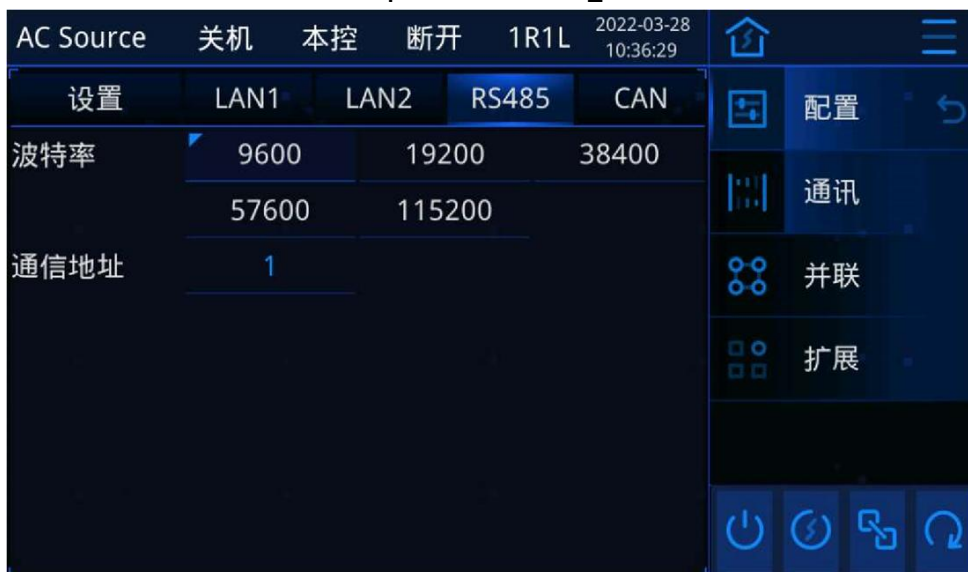 AC Source 关机 本控 断开 1R1L 2022-03-28 10:36:29
设置 LAN1 LAN2 RS485 CAN
波特率 9600 19200 38400
57600 115200
通信地址 1
配置
通讯
并联
扩展